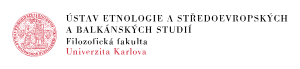 ÚSTAV ETNOLOGIE A STŘEDOEVROPSKÝCH
A BALKÁNSKÝCH STUDIÍ
Filozofická fakulta
Univerzita Karlova